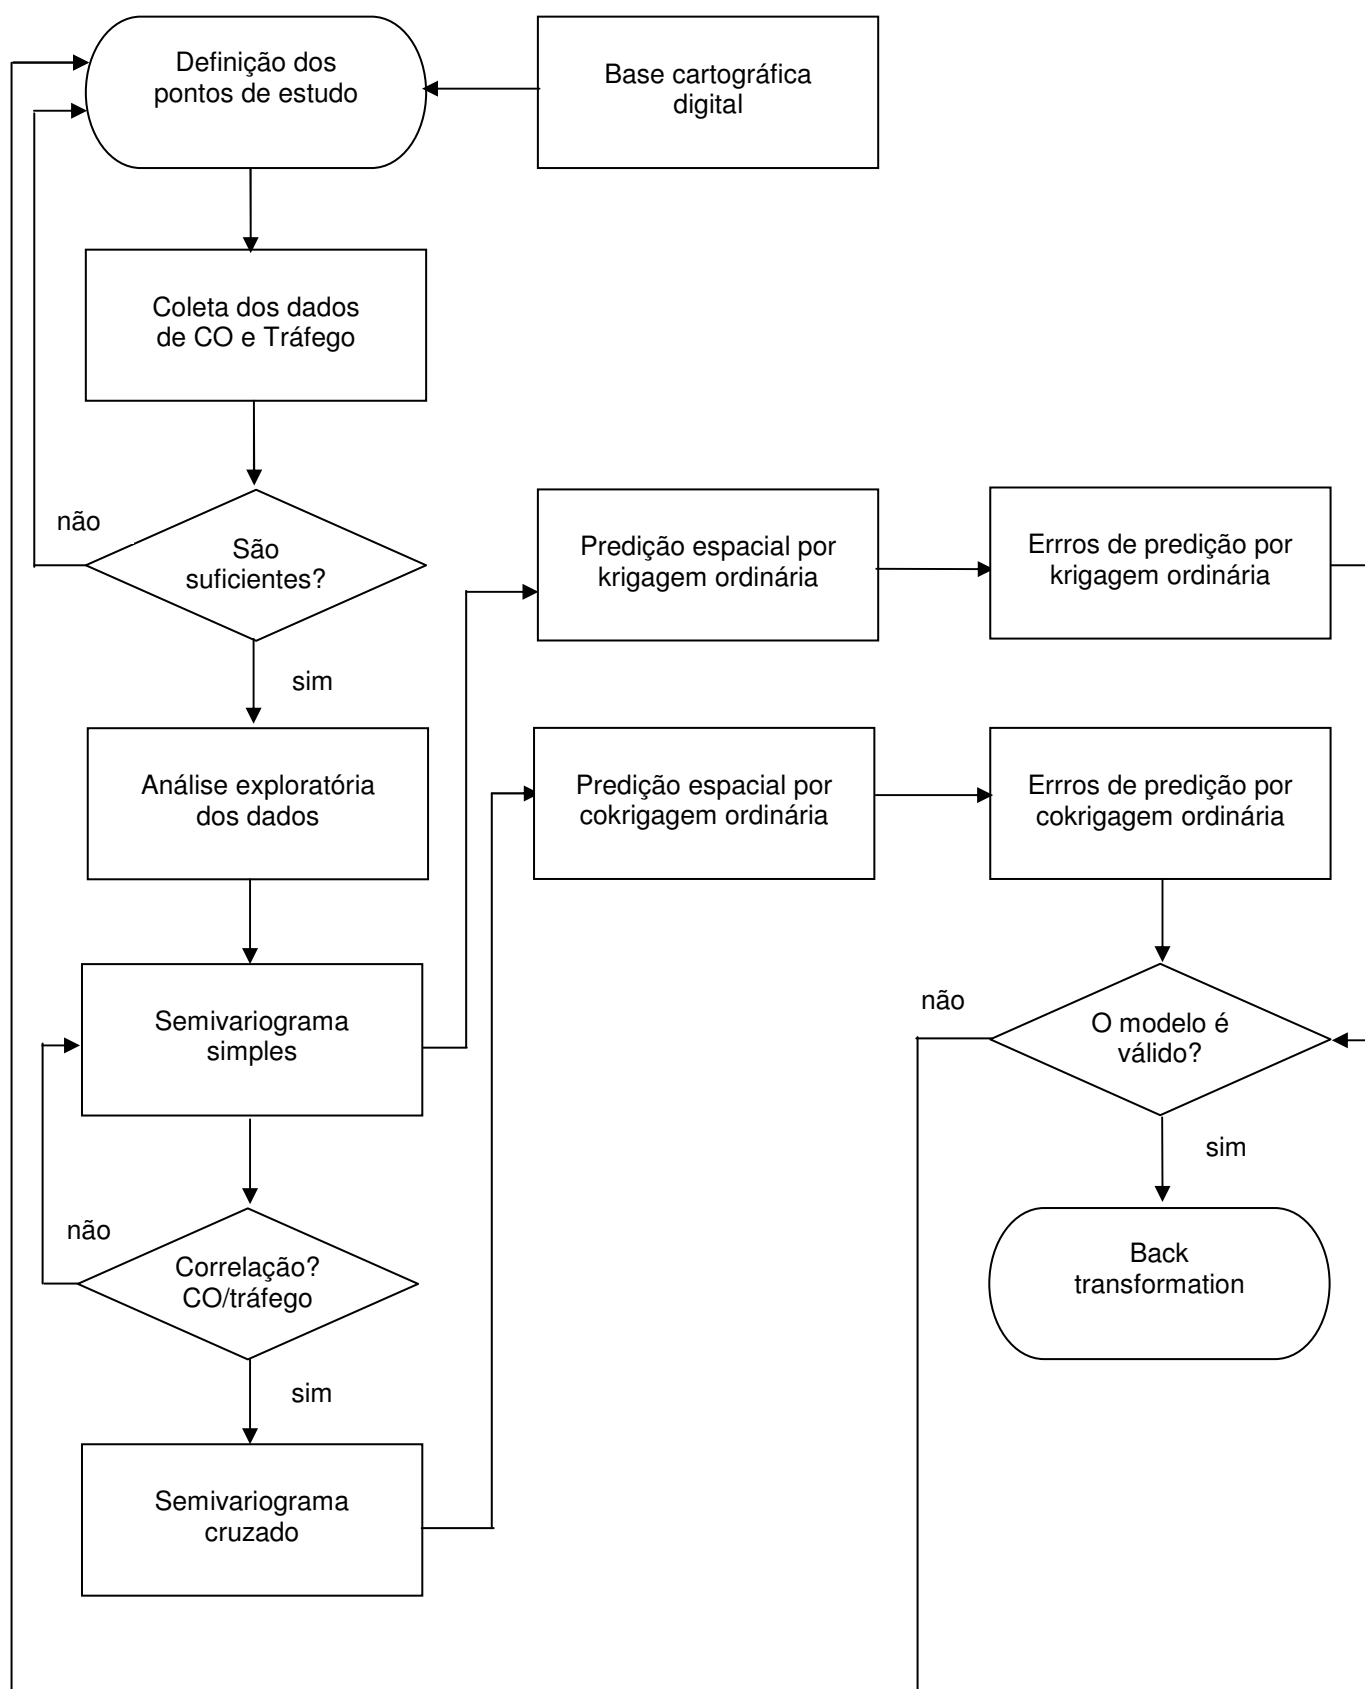 Definição dos
pontos de estudo
Base cartográfica
digital
Coleta dos dados
de CO e Tráfego
não
São
suficientes?
sim
Predição espacial por
krigagem ordinária
Errros de predição por
krigagem ordinária
Análise exploratória
dos dados
Predição espacial por
cokrigagem ordinária
Errros de predição por
cokrigagem ordinária
Semivariograma
simples
não
O modelo é
válido?
sim
não
Correlação?
CO/tráfego
sim
Back
transformation
Semivariograma
cruzado